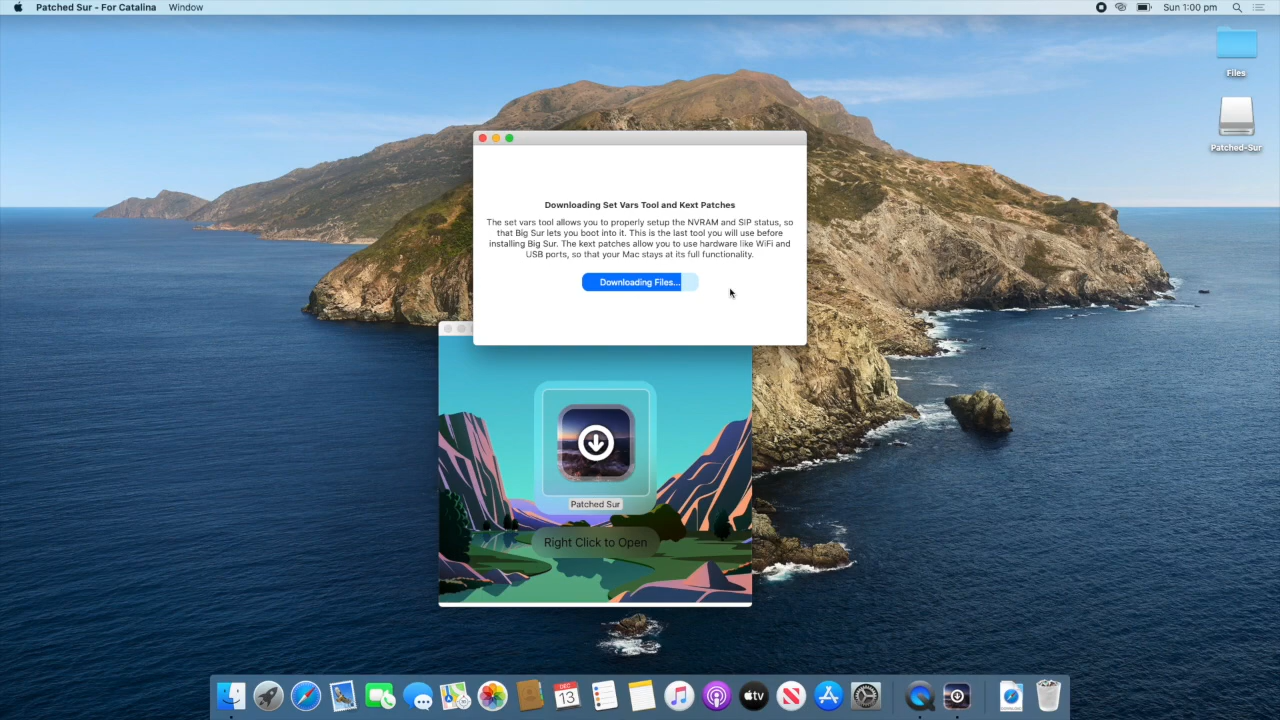 Patched Sur - For Catalina Window
Sun 1:00 pm
Files
Patched-Sur
Downloading Set Vars Tool and Kext Patches
The set vars tool allows you to properly setup the NVRAM and SIP status, so
that Big Sur lets you boot into it. This is the last tool you will use before
installing Big Sur. The kext patches allow you to use hardware like WiFi and
USB ports, so that your Mac stays at its full functionality.
Downloading Files...
Patched Sur
Right Click to Open
DEC
13
tv